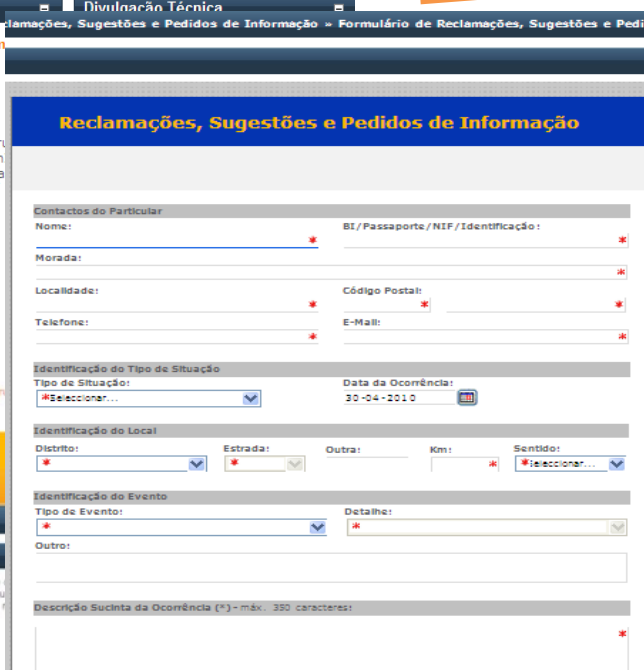 Divulgação Técnica
lamações, Sugestões e Pedidos de Informação » Formulário de Reclamações, Sugestões e Pedi
Reclamações, Sugestões e Pedidos de Informação
Contactos do Particular
Nome: BI/Passaporte/NIF/Identificação:
* *
Morada:
*
Localidade: Código Postal:
* * *
Telefone: E-Mail:
* *
Identificação do Tipo de Situação
Tipo de Situação: Data da Ocorrência:
*Seleccionar... 30-04-2010
Identificação do Local
Distrito: Estrada: Outra: Km: Sentido:
* * * *Seleccionar...
Identificação do Evento
Tipo de Evento: Detalhe:
* *
Outro:
Descrição Sucinta da Ocorrência (*) - máx. 350 caracteres:
*